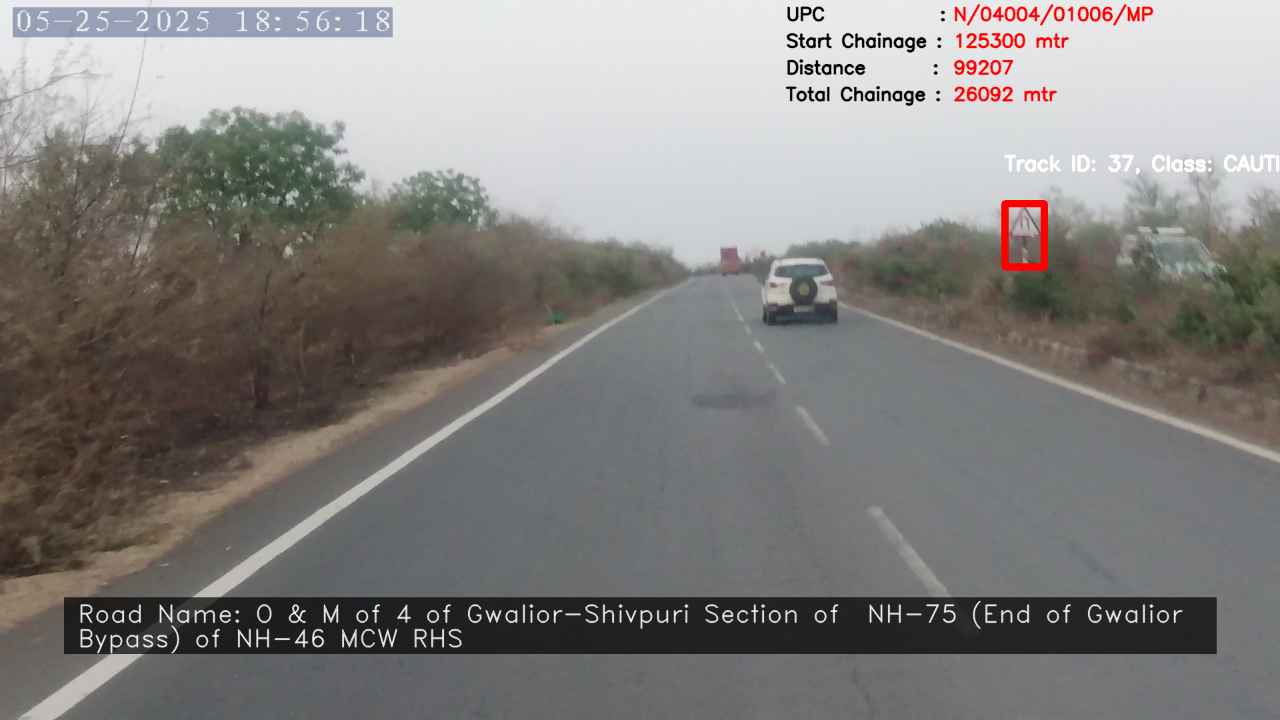 05-25-2025 18:56:18
UPC : N/04004/01006/MP
Start Chainage : 125300 mtr
Distance : 99207
Total Chainage : 26092 mtr
Track ID: 37, Class: CAUTI
Road Name: O & M of 4 of Gwalior-Shivpuri Section of NH-75 (End of Gwalior
Bypass) of NH-46 MCW RHS